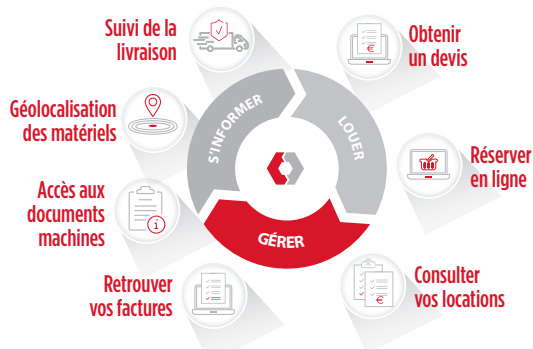 Suivi de la
livraison
Obtenir
un devis
Géolocalisation
des matériels
S'INFORMER
LOUER
Réserver
en ligne
Accès aux
documents
machines
GÉRER
Retrouver
vos factures
Consulter
vos locations